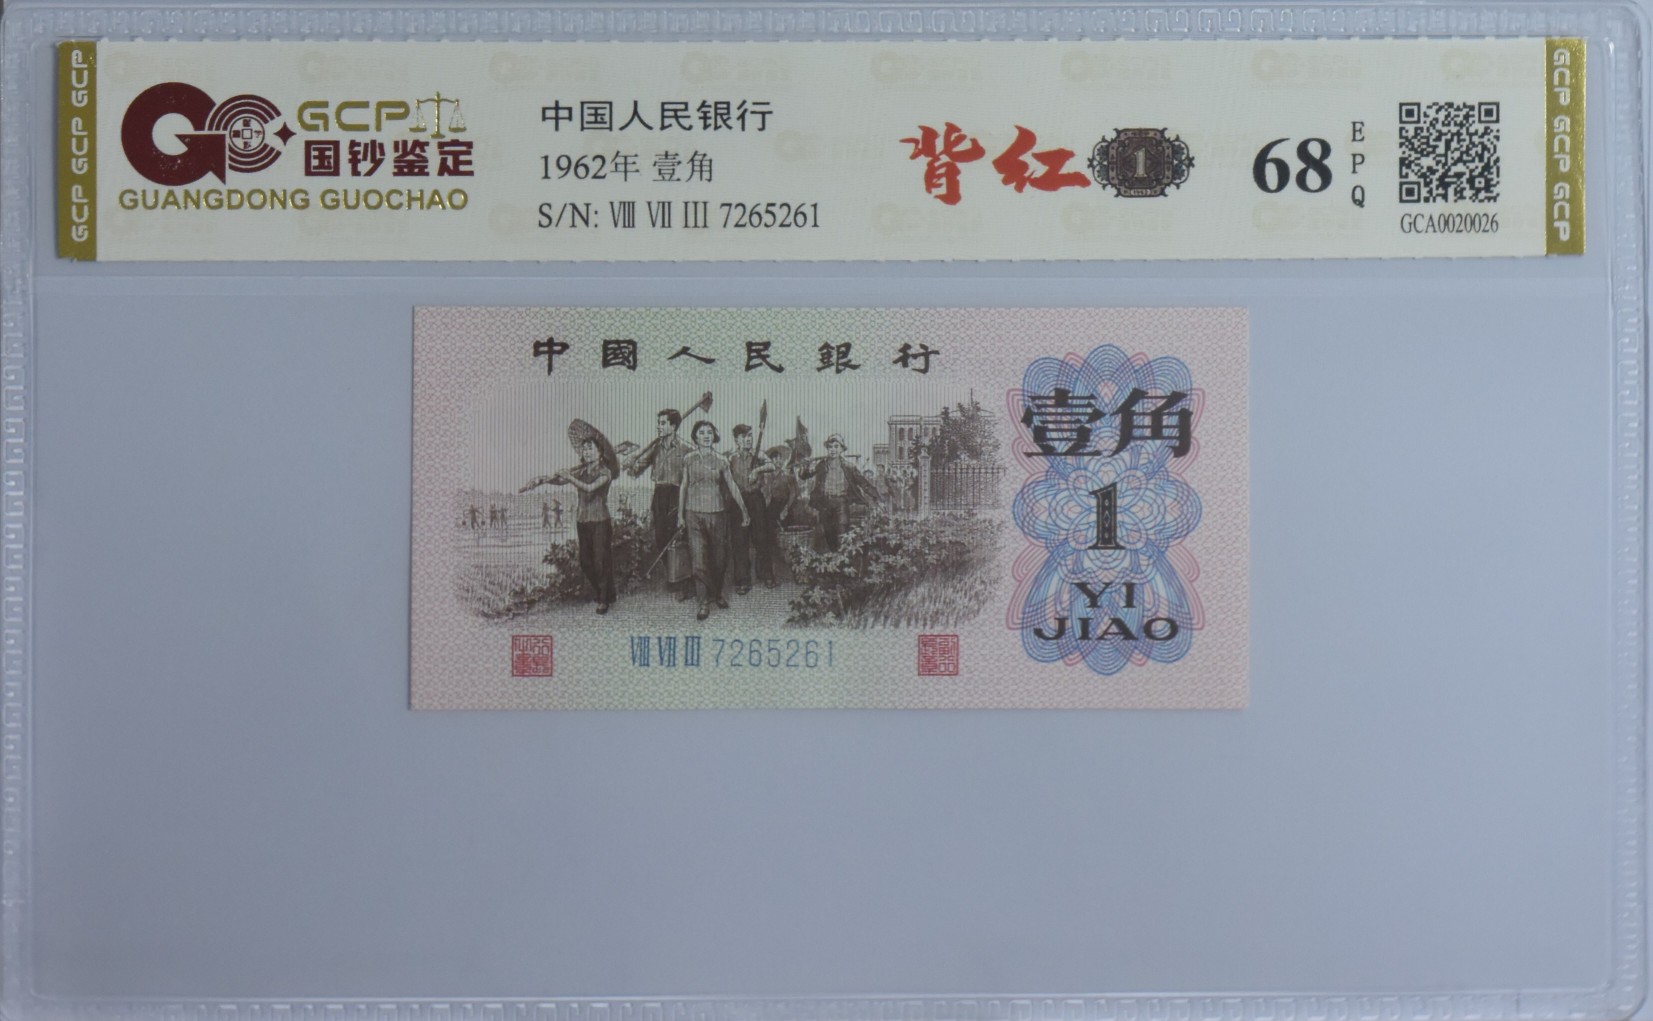 GCP GCP GCP
GCP
国钞鉴定
GUANGDONG GUOCHAO
中国人民银行
1962年 壹角
S/N: Ⅷ Ⅶ Ⅲ 7265261
背红
1
68
EPQ
GCA0020026
GCP GCP GCP
中國人民銀行
壹角
1
YI
JIAO
Ⅷ Ⅶ Ⅲ 7265261